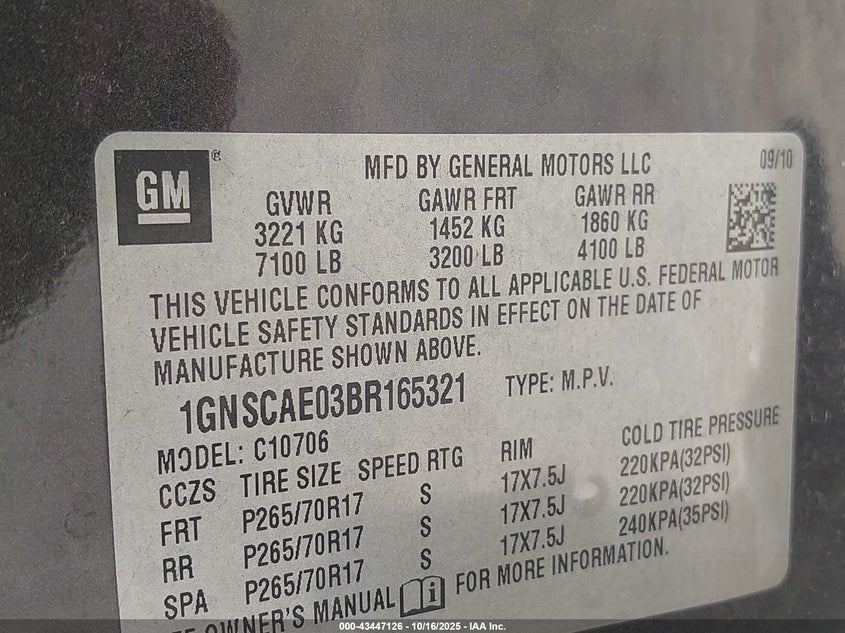 GM
®
MFD BY GENERAL MOTORS LLC 09/10
GVWR GAWR FRT GAWR RR
3221 KG 1452 KG 1860 KG
7100 LB 3200 LB 4100 LB
THIS VEHICLE CONFORMS TO ALL APPLICABLE U.S. FEDERAL MOTOR
VEHICLE SAFETY STANDARDS IN EFFECT ON THE DATE OF
MANUFACTURE SHOWN ABOVE.
1GNSCAE03BR165321 TYPE: M.P.V.
MODEL: C10706
CCZS TIRE SIZE SPEED RTG RIM COLD TIRE PRESSURE
FRT P265/70R17 S 17X7.5J 220KPA(32PSI)
RR P265/70R17 S 17X7.5J 220KPA(32PSI)
SPA P265/70R17 S 17X7.5J 240KPA(35PSI)
OWNER'S MANUAL i FOR MORE INFORMATION.
000-43447126 - 10/16/2025 - IAA Inc.